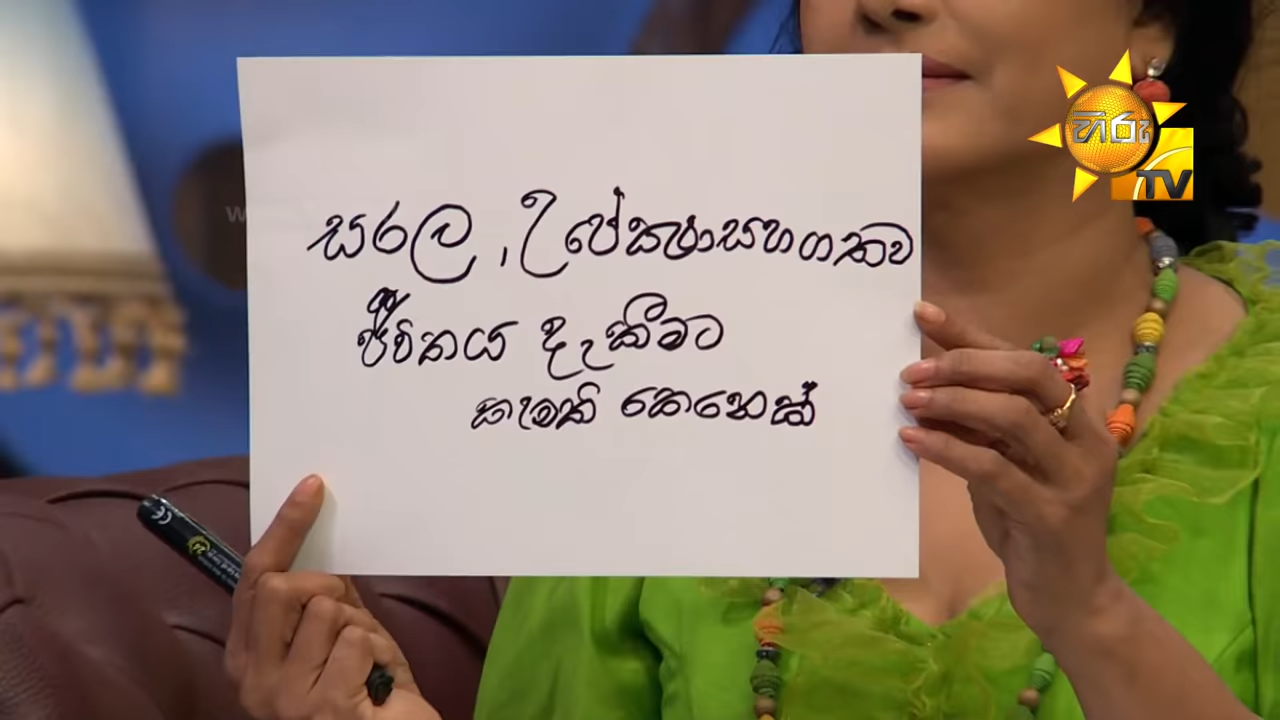 සරල , උපේක්ෂාසහගතව
ජීවිතය දැකීමට
කැමති කෙනෙක්
හිරු
TV